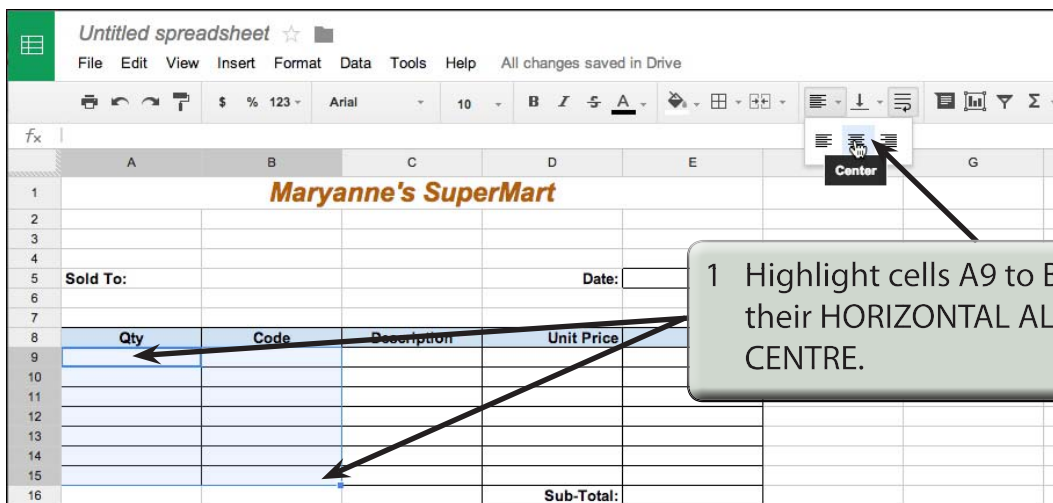 Untitled spreadsheet
File Edit View Insert Format Data Tools Help All changes saved in Drive
$ % 123 Arial 10 B I S A Σ
fx
Center
A B C D E G
1 Maryanne's SuperMart
2
3
4
5 Sold To: Date:
6
7
8 Qty Code Description Unit Price
9
10
11
12
13
14
15
16 Sub-Total:
1 Highlight cells A9 to
their HORIZONTAL
CENTRE.